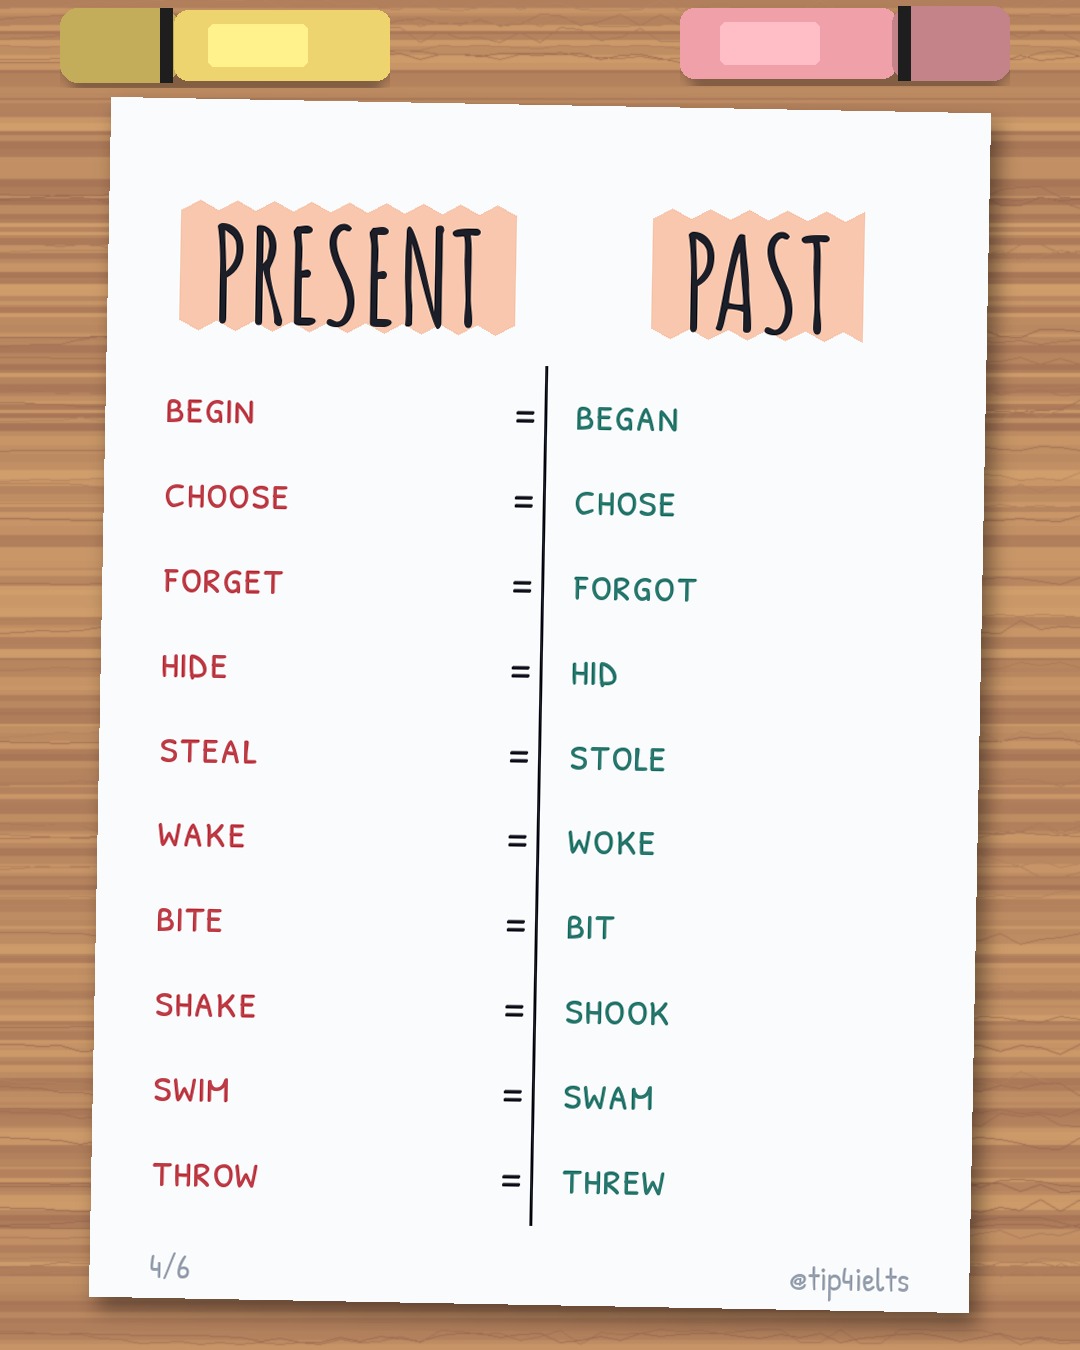 PRESENT PAST
BEGIN = BEGAN
CHOOSE = CHOSE
FORGET = FORGOT
HIDE = HID
STEAL = STOLE
WAKE = WOKE
BITE = BIT
SHAKE = SHOOK
SWIM = SWAM
THROW = THREW
4/6 @tip4ielts